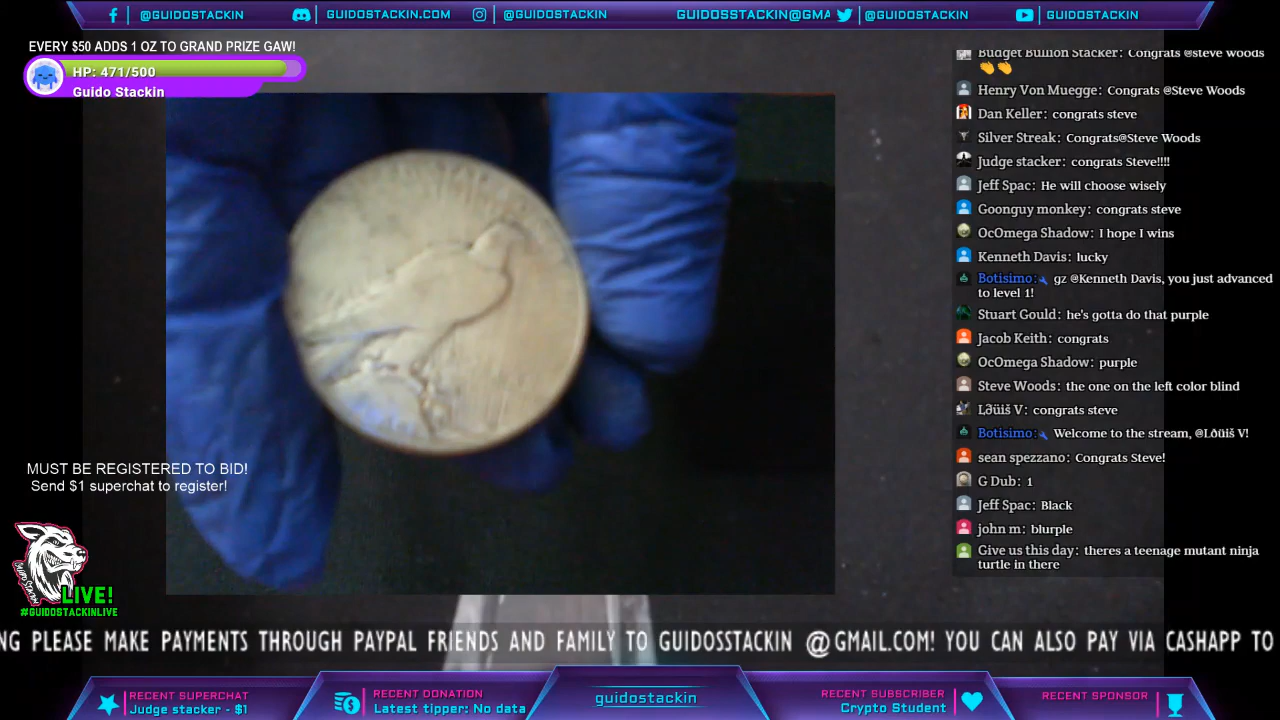 @GUIDOSTACKIN
GUIDOSTACKIN.COM
@GUIDOSTACKIN
GUIDOSSTACKIN@GMA
@GUIDOSTACKIN
GUIDOSTACKIN
EVERY $50 ADDS 1 OZ TO GRAND PRIZE GAW!
HP: 471/500
Guido Stackin
Budget Bullion Stacker: Congrats @steve woods
👏👏
Henry Von Muegge: Congrats @Steve Woods
Dan Keller: congrats steve
Silver Streak: Congrats@Steve Woods
Judge stacker: congrats Steve!!!!
Jeff Spac: He will choose wisely
Goonguy monkey: congrats steve
OcOmega Shadow: I hope I wins
Kenneth Davis: lucky
Botisimo: gz @Kenneth Davis, you just advanced
to level 1!
Stuart Gould: he's gotta do that purple
Jacob Keith: congrats
OcOmega Shadow: purple
Steve Woods: the one on the left color blind
Lðüiš V: congrats steve
Botisimo: Welcome to the stream, @Lðüiš V!
sean spezzano: Congrats Steve!
G Dub: 1
Jeff Spac: Black
john m: blurple
Give us this day: theres a teenage mutant ninja
turtle in there
MUST BE REGISTERED TO BID!
Send $1 superchat to register!
LIVE!
#GUIDOSTACKINLIVE
NG PLEASE MAKE PAYMENTS THROUGH PAYPAL FRIENDS AND FAMILY TO GUIDOSSTACKIN @GMAIL.COM! YOU CAN ALSO PAY VIA CASHAPP TO
RECENT SUPERCHAT
Judge stacker - $1
RECENT DONATION
Latest tipper: No data
guidostackin
RECENT SUBSCRIBER
Crypto Student
RECENT SPONSOR